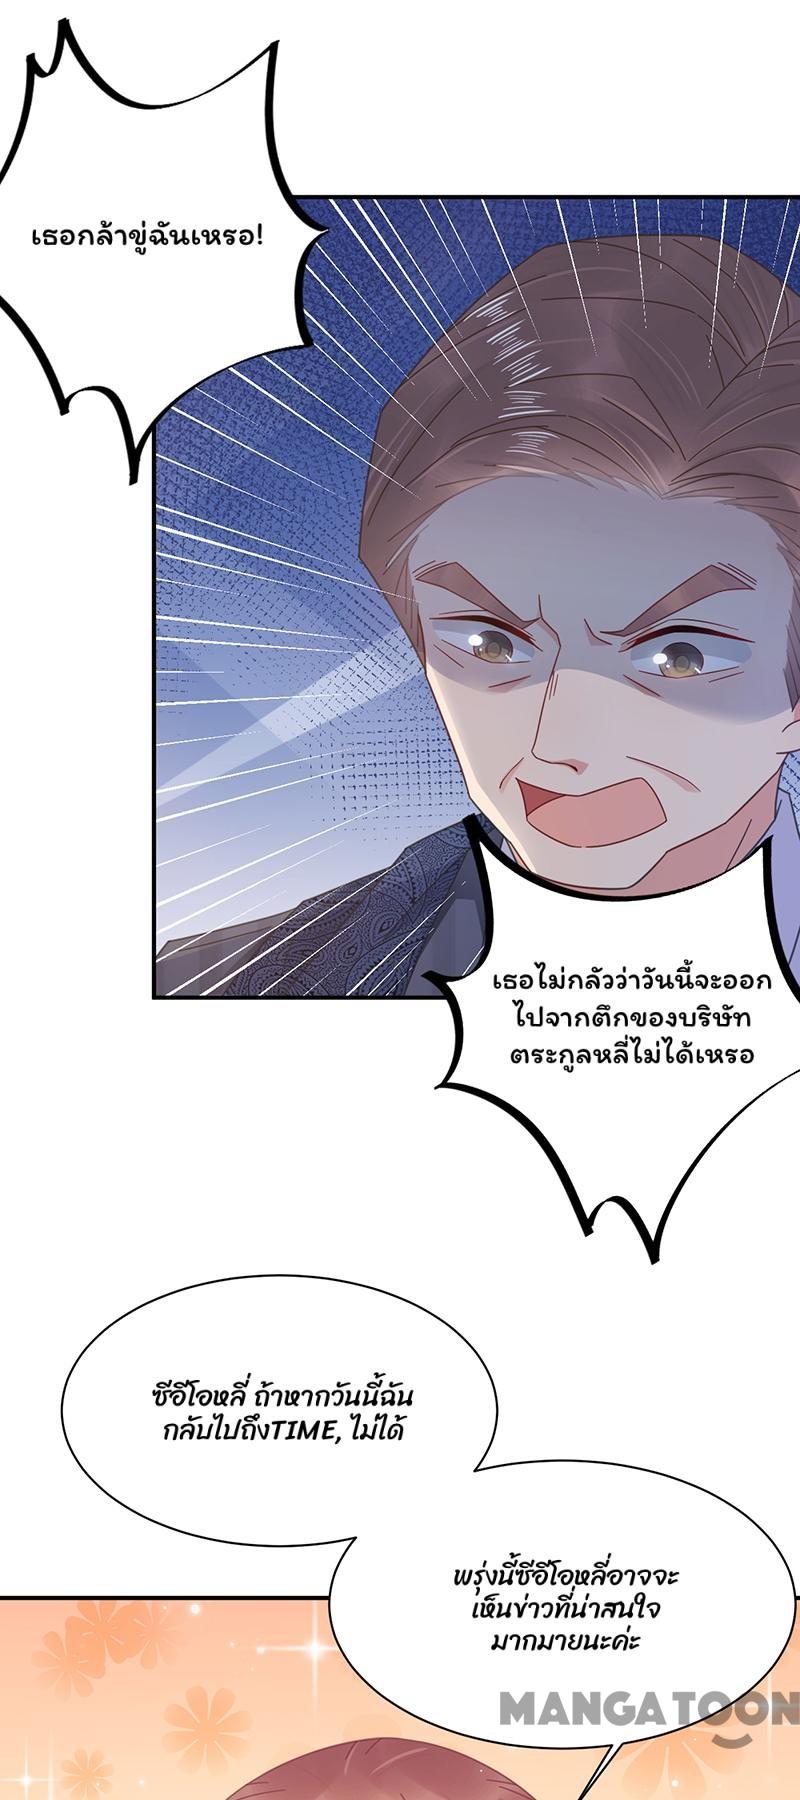 เธอกล้าขู่ฉันเหรอ!
เธอไม่กลัวว่าวันนี้จะออก
ไปจากตึกของบริษัท
ตระกูลหลี่ไม่ได้เหรอ
ซีอีโอหลี่ ถ้าหากวันนี้ฉัน
กลับไปถึงTIME, ไม่ได้
พรุ่งนี้ซีอีโอหลี่อาจจะ
เห็นข่าวที่น่าสนใจ
มากมายนะค่ะ
MANGATOON